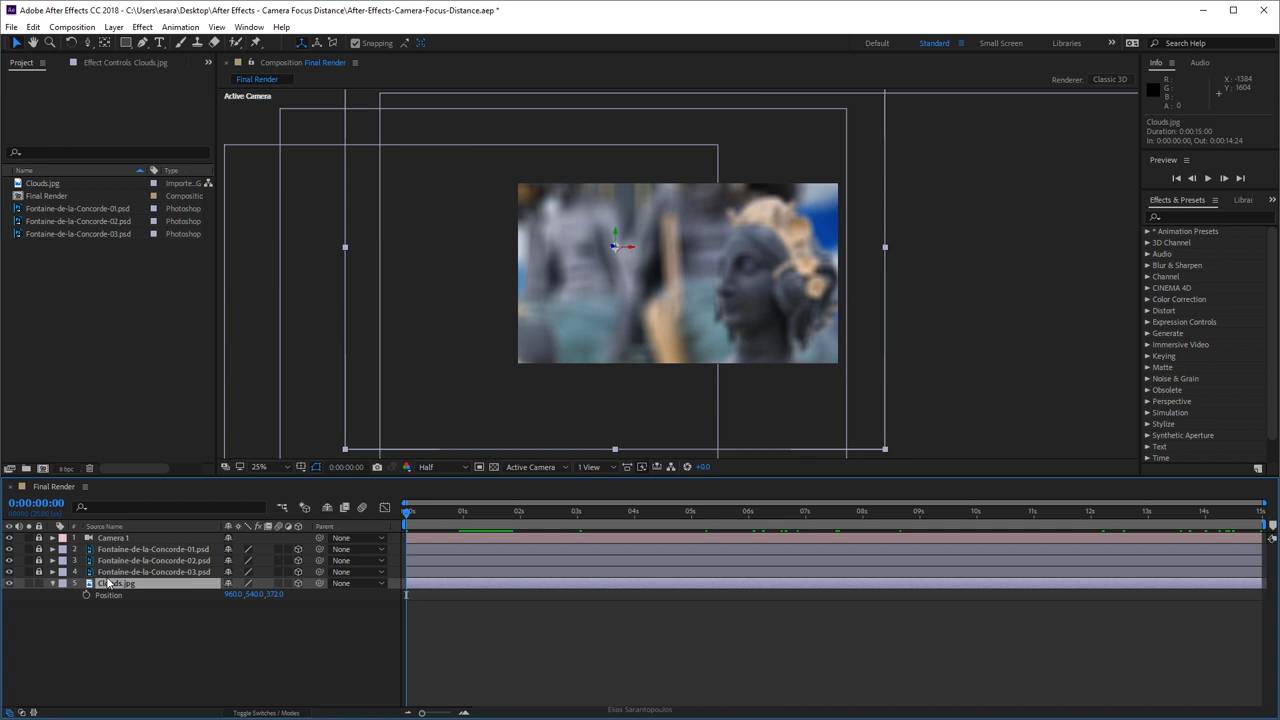 Adobe After Effects CC 2018 - C:\Users\esara\Desktop\After Effects - Camera Focus Distance\After-Effects-Camera-Focus-Distance.aep *
File Edit Composition Layer Effect Animation View Window Help
Snapping Default Standard Small Screen Libraries Search Help
Project Effect Controls Clouds.jpg Composition Final Render Info Audio
Final Render Renderer: Classic 3D
Active Camera
R: X: -1384
G: Y: 1604
B:
A: 0
Clouds.jpg
Duration: 0:00:15:00
In: 0:00:00:00, Out: 0:00:14:24
Preview
Name Type
Clouds.jpg Importe...G
Final Render Compositic
Fontaine-de-la-Concorde-01.psd Photoshop
Fontaine-de-la-Concorde-02.psd Photoshop
Fontaine-de-la-Concorde-03.psd Photoshop
Effects & Presets Librai
* Animation Presets
3D Channel
Audio
Blur & Sharpen
Channel
CINEMA 4D
Color Correction
Distort
Expression Controls
Generate
Immersive Video
Keying
Matte
Noise & Grain
Obsolete
Perspective
Simulation
Stylize
Synthetic Aperture
Text
Time
8 bpc 25% 0:00:00:00 Half Active Camera 1 View +0.0
Final Render
0:00:00:00
00s 01s 02s 03s 04s 05s 06s 07s 08s 09s 10s 11s 12s 13s 14s 15s
# Source Name Parent
1 Camera 1 None
2 Fontaine-de-la-Concorde-01.psd None
3 Fontaine-de-la-Concorde-02.psd None
4 Fontaine-de-la-Concorde-03.psd None
5 Clouds.jpg None
Position 960.0,540.0,372.0
Elias Sarantopoulos
Toggle Switches / Modes